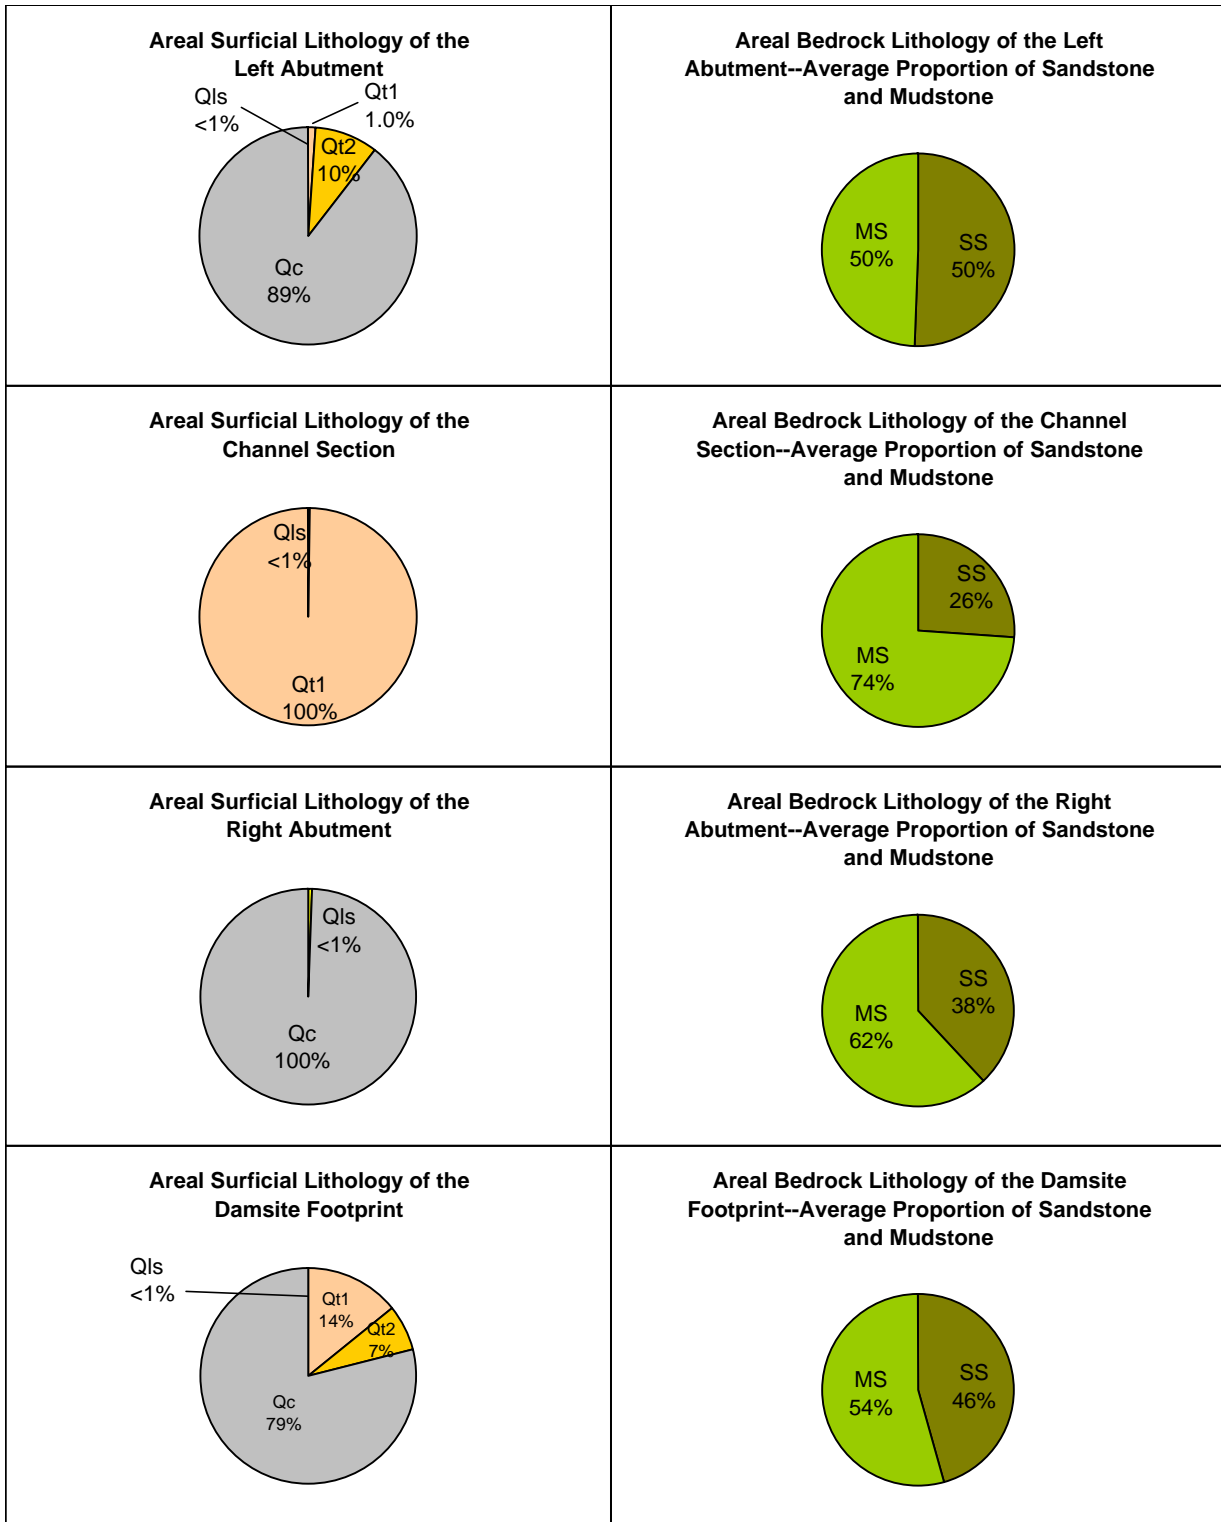 Areal Surficial Lithology of the
Left Abutment
Qls
<1%
Qt1
1.0%
Qt2
10%
Qc
89%
Areal Bedrock Lithology of the Left
Abutment--Average Proportion of Sandstone
and Mudstone
MS
50%
SS
50%
Areal Surficial Lithology of the
Channel Section
Qls
<1%
Qt1
100%
Areal Bedrock Lithology of the Channel
Section--Average Proportion of Sandstone
and Mudstone
SS
26%
MS
74%
Areal Surficial Lithology of the
Right Abutment
Qls
<1%
Qc
100%
Areal Bedrock Lithology of the Right
Abutment--Average Proportion of Sandstone
and Mudstone
SS
38%
MS
62%
Areal Surficial Lithology of the
Damsite Footprint
Qls
<1%
Qt1
14%
Qt2
7%
Qc
79%
Areal Bedrock Lithology of the Damsite
Footprint--Average Proportion of Sandstone
and Mudstone
MS
54%
SS
46%